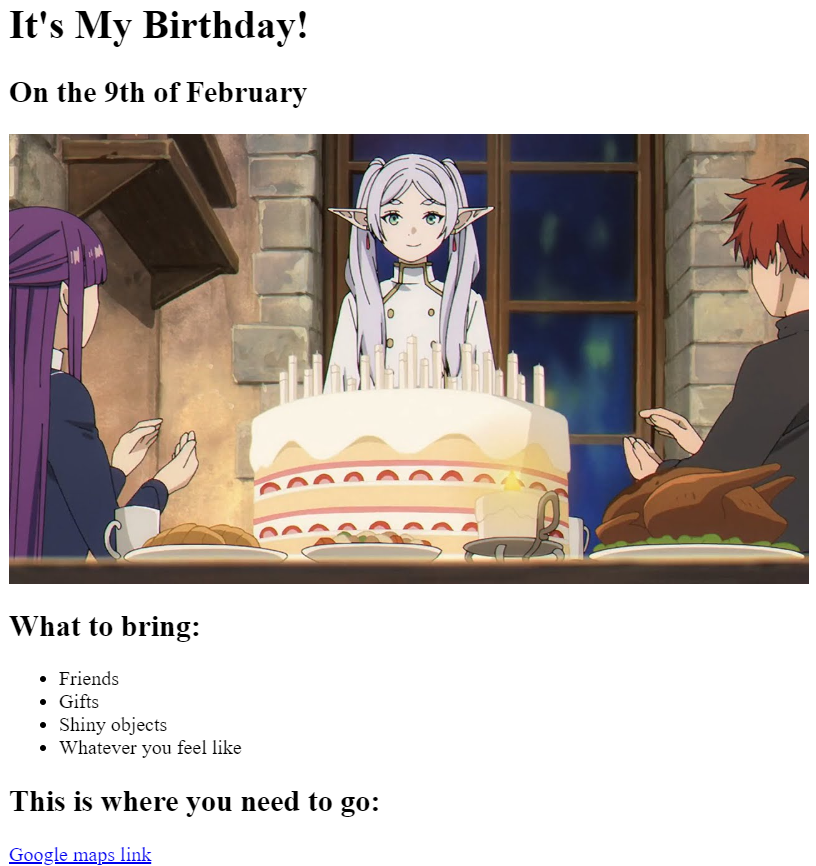 It's My Birthday!
On the 9th of February
What to bring:
Friends
Gifts
Shiny objects
Whatever you feel like
This is where you need to go:
Google maps link